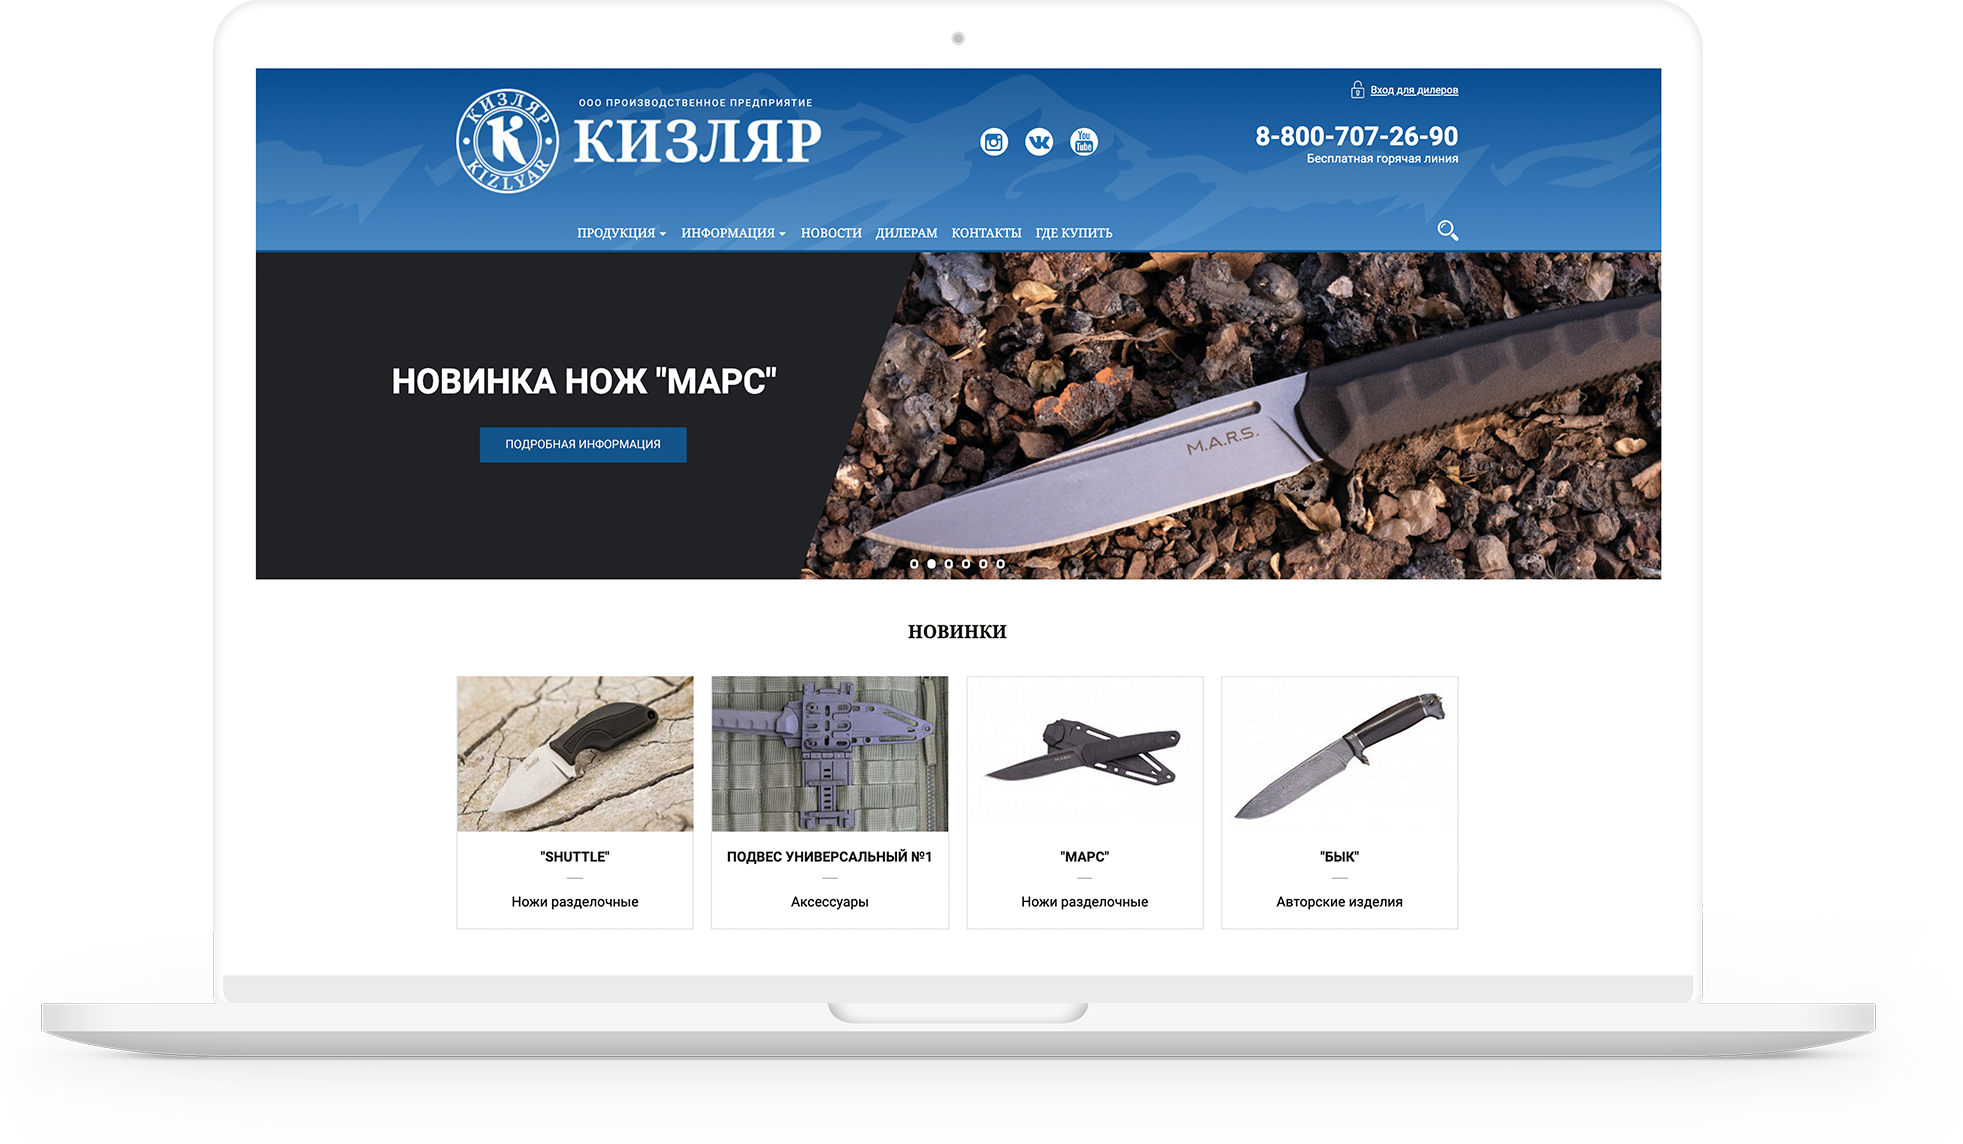 Вход для дилеров
КИЗЛЯР
KIZLYAR
ООО ПРОИЗВОДСТВЕННОЕ ПРЕДПРИЯТИЕ
КИЗЛЯР
You
Tube
8-800-707-26-90
Бесплатная горячая линия
ПРОДУКЦИЯ ИНФОРМАЦИЯ НОВОСТИ ДИЛЕРАМ КОНТАКТЫ ГДЕ КУПИТЬ
НОВИНКА НОЖ "МАРС"
ПОДРОБНАЯ ИНФОРМАЦИЯ
M.A.R.S.
НОВИНКИ
Shuttle
M.A.R.S.
"SHUTTLE" ПОДВЕС УНИВЕРСАЛЬНЫЙ №1 "МАРС" "БЫК"
Ножи разделочные Аксессуары Ножи разделочные Авторские изделия